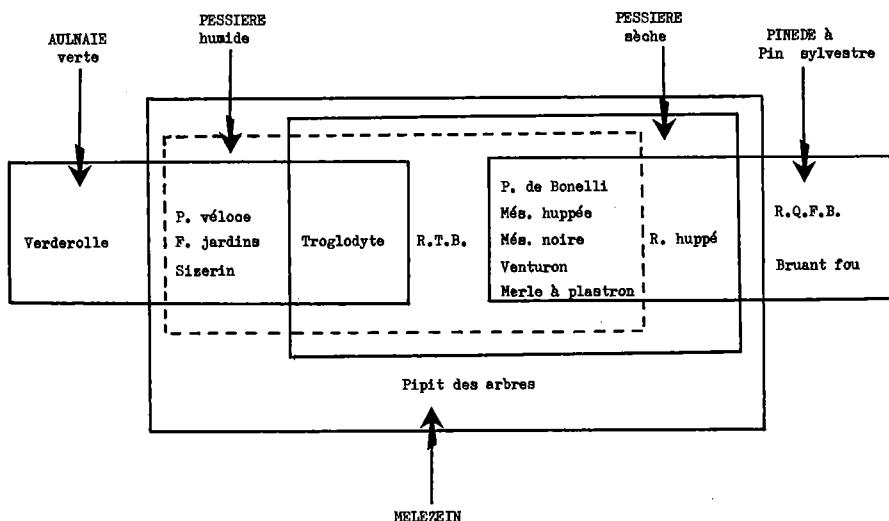 PESSIERE
humide
PESSIERE
sèche
AULNAIE
verte
PINEDE à
Pin sylvestre
Verderolle
P. véloce
F. jardins
Sizerin
Troglodyte
R.T.B.
P. de Bonelli
Més. huppée
Més. noire
Venturon
Merle à plastron
R. huppé
R.Q.F.B.
Bruant fou
Pipit des arbres
MELEZEIN